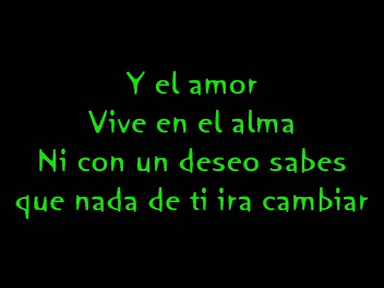 Y el amor
Vive en el alma
Ni con un deseo sabes
que nada de ti ira cambiar